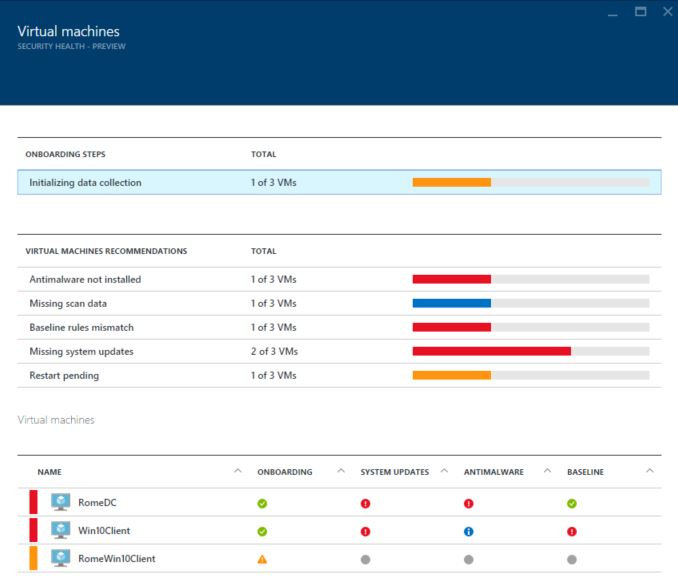 Virtual machines
SECURITY HEALTH - PREVIEW
ONBOARDING STEPS TOTAL
Initializing data collection 1 of 3 VMs
VIRTUAL MACHINES RECOMMENDATIONS TOTAL
Antimalware not installed 1 of 3 VMs
Missing scan data 1 of 3 VMs
Baseline rules mismatch 1 of 3 VMs
Missing system updates 2 of 3 VMs
Restart pending 1 of 3 VMs
Virtual machines
NAME ONBOARDING SYSTEM UPDATES ANTIMALWARE BASELINE
RomeDC
Win10Client
RomeWin10Client